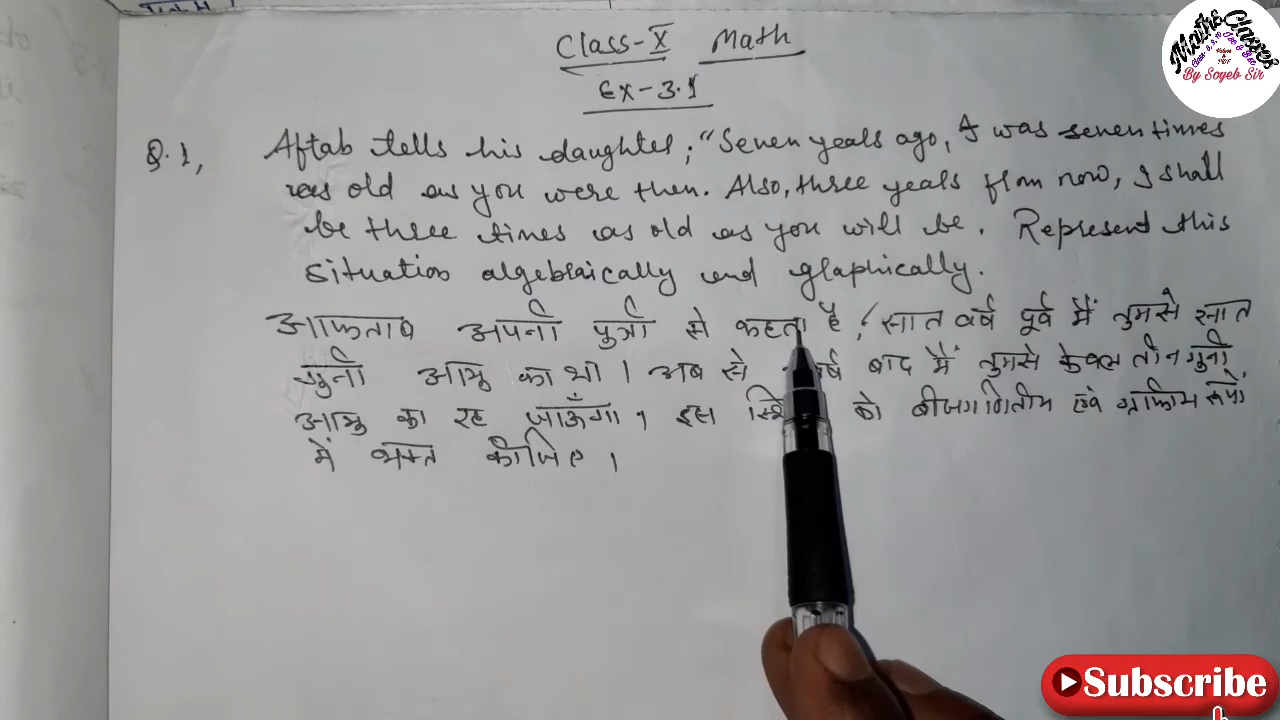 Maths Classes
By Soyeb Sir
Class-X Math
Ex-3.1
Q.1, Aftab tells his daughter; "Seven years ago, I was seven times
as old as you were then. Also, three years from now, I shall
be three times as old as you will be. Represent this
situation algebraically and graphically.
आफताब अपनी पुत्री से कहता है, 'सात वर्ष पूर्व मैं तुमसे सात
गुनी आयु का था। अब से वर्ष बाद मैं तुमसे केवल तीन गुनी
आयु का रह जाऊँगा। इस को बीजगणितीय एवं ग्राफिय रूपों
में व्यक्त कीजिए।
Subscribe